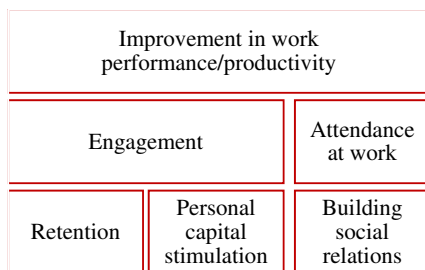 Improvement in work
performance/productivity
Engagement
Attendance
at work
Retention
Personal
capital
stimulation
Building
social
relations